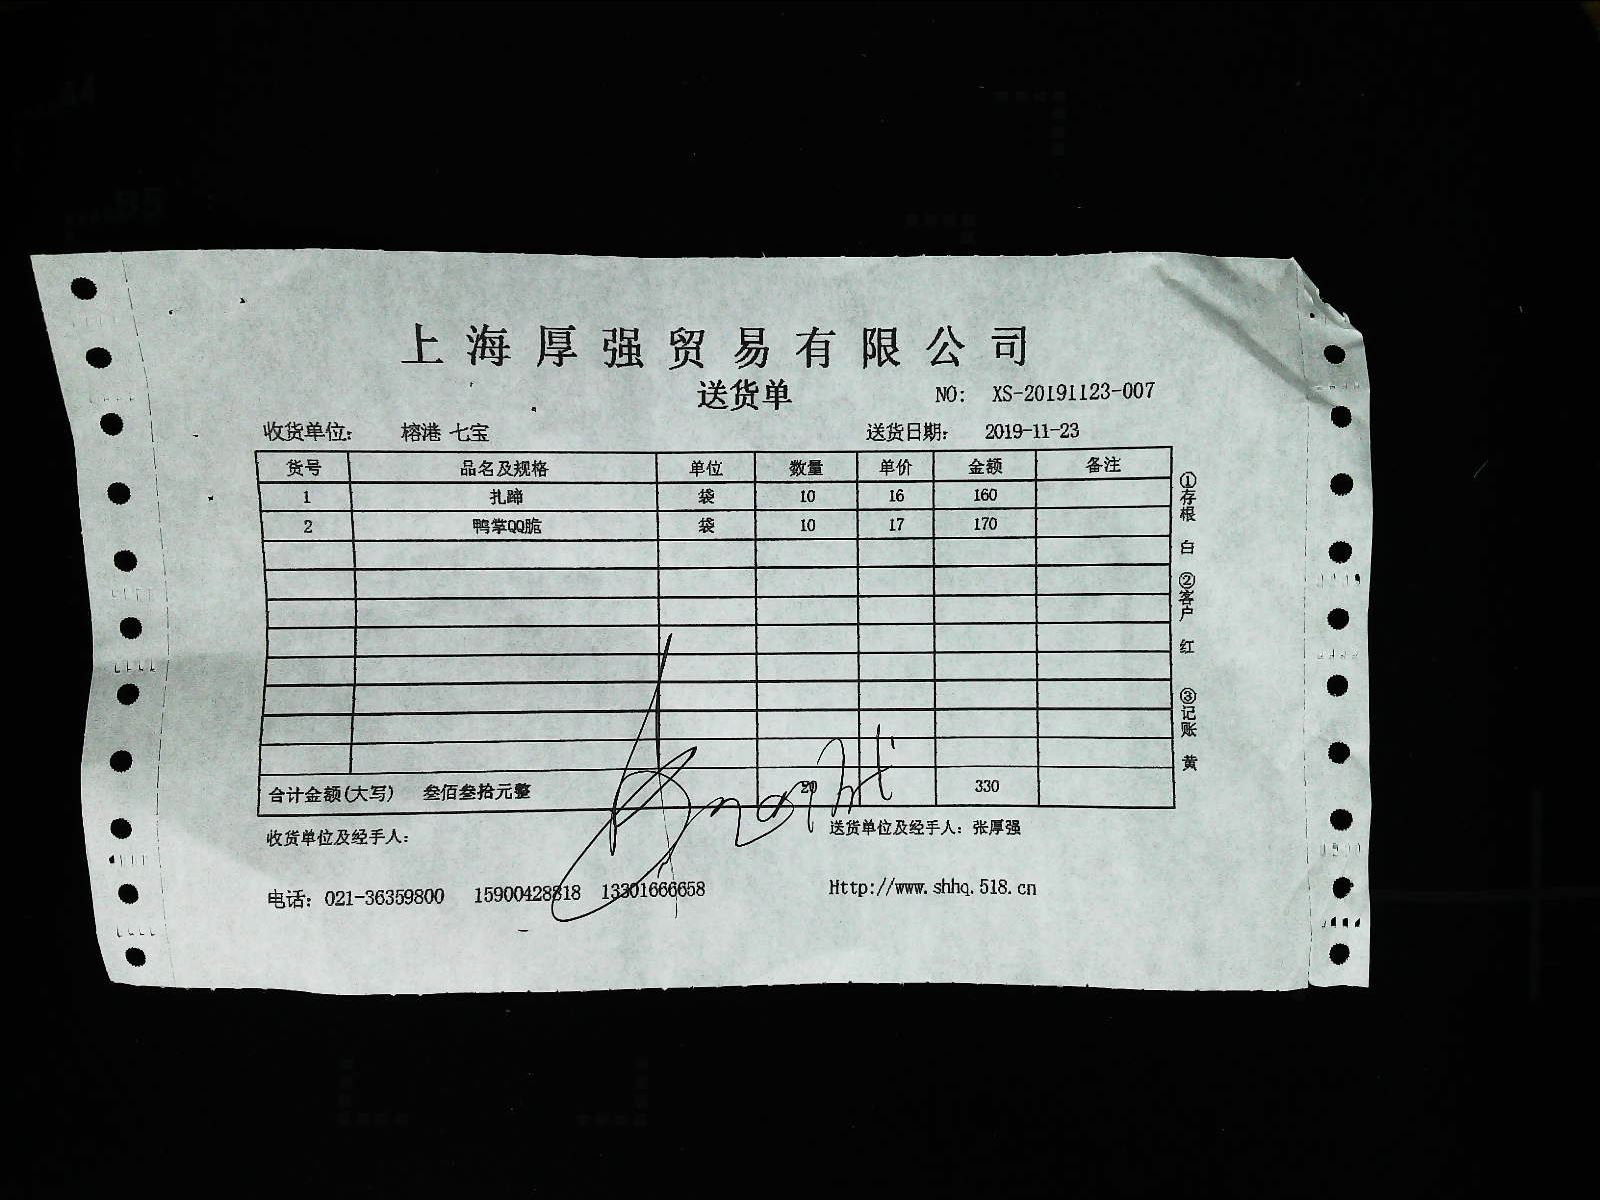 上海厚强贸易有限公司
送货单
NO: XS-20191123-007
收货单位: 榕港 七宝 送货日期: 2019-11-23
货号 品名及规格 单位 数量 单价 金额 备注
1 扎蹄 袋 10 16 160
2 鸭掌QQ脆 袋 10 17 170
合计金额(大写) 叁佰叁拾元整 20 330
收货单位及经手人: 送货单位及经手人: 张厚强
电话: 021-36359800 15900428818 13301666658 Http://www.shhq.518.cn
①存根 白 ②客户 红 ③记账 黄